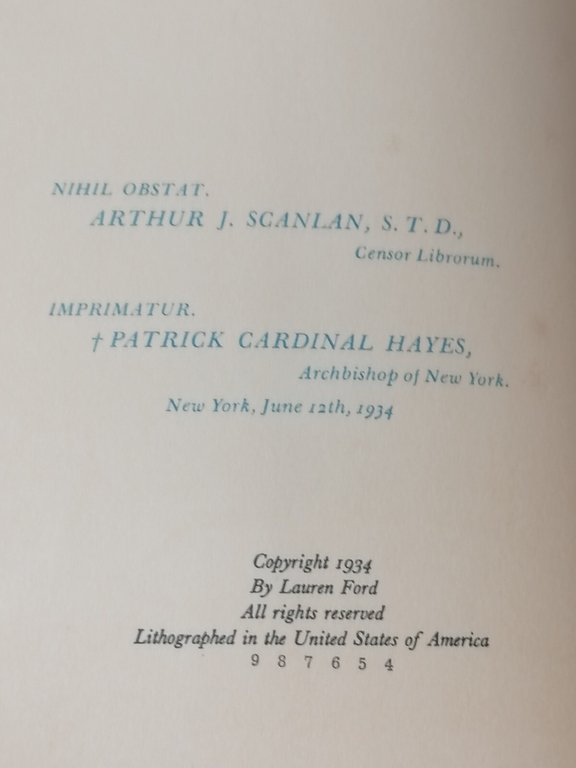 NIHIL OBSTAT.
ARTHUR J. SCANLAN, S. T. D.,
Censor Librorum.
IMPRIMATUR.
† PATRICK CARDINAL HAYES,
Archbishop of New York.
New York, June 12th, 1934
Copyright 1934
By Lauren Ford
All rights reserved
Lithographed in the United States of America
9 8 7 6 5 4